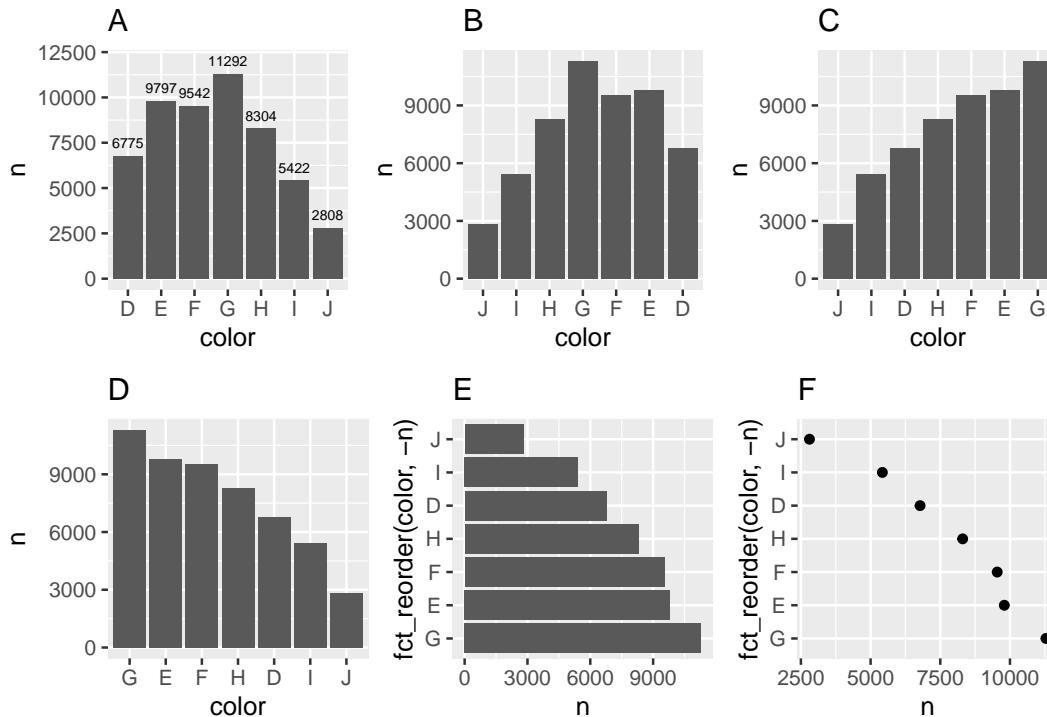 A
12500
10000
7500
5000
2500
0
n
6775
9797
9542
11292
8304
5422
2808
D E F G H I J
color
B
9000
6000
3000
0
n
J I H G F E D
color
C
9000
6000
3000
0
n
J I D H F E G
color
D
9000
6000
3000
0
n
G E F H D I J
color
E
fct_reorder(color, −n)
J
I
D
H
F
E
G
0 3000 6000 9000
n
F
fct_reorder(color, −n)
J
I
D
H
F
E
G
2500 5000 7500 10000
n